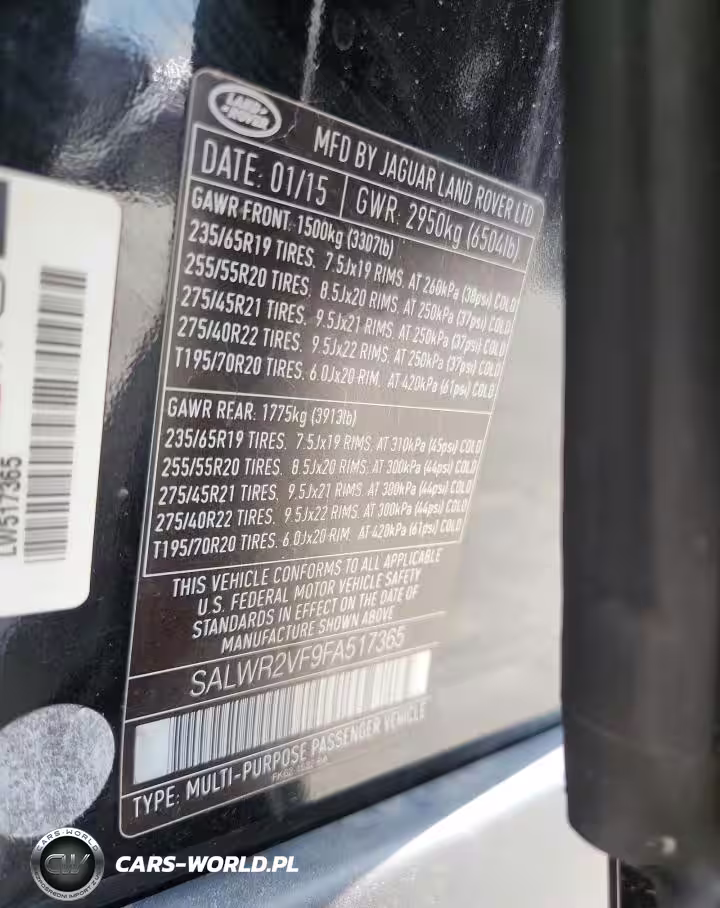 LAND
ROVER
MFD BY JAGUAR LAND ROVER LTD
DATE: 01/15 GWR: 2950kg (6504lb)
GAWR FRONT: 1500kg (3307lb)
235/65R19 TIRES, 7.5Jx19 RIMS, AT 260kPa (38psi) COLD
255/55R20 TIRES, 8.5Jx20 RIMS, AT 250kPa (37psi) COLD
275/45R21 TIRES, 9.5Jx21 RIMS, AT 250kPa (37psi) COLD
275/40R22 TIRES, 9.5Jx22 RIMS, AT 250kPa (37psi) COLD
T195/70R20 TIRES, 6.0Jx20 RIM, AT 420kPa (61psi) COLD
GAWR REAR: 1775kg (3913lb)
235/65R19 TIRES, 7.5Jx19 RIMS, AT 310kPa (45psi) COLD
255/55R20 TIRES, 8.5Jx20 RIMS, AT 300kPa (44psi) COLD
275/45R21 TIRES, 9.5Jx21 RIMS, AT 300kPa (44psi) COLD
275/40R22 TIRES, 9.5Jx22 RIMS, AT 300kPa (44psi) COLD
T195/70R20 TIRES, 6.0Jx20 RIM, AT 420kPa (61psi) COLD
THIS VEHICLE CONFORMS TO ALL APPLICABLE
U.S. FEDERAL MOTOR VEHICLE SAFETY
STANDARDS IN EFFECT ON THE DATE OF
MANUFACTURE SHOWN ABOVE
SALWR2VF9FA517365
TYPE: MULTI-PURPOSE PASSENGER VEHICLE
LW517365
CARS-WORLD
CW
CARS-WORLD.PL